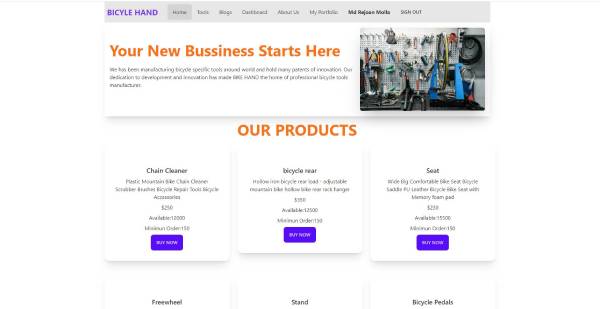 BICYLE HAND
Home
Tools
Blogs
Dashboard
About Us
My Portfolio
Md Rejoan Molla
SIGN OUT
Your New Bussiness Starts Here
We has been manufacturing bicycle specific tools around world and hold many patents of innovation. Our
dedication to development and innovation has made BIKE HAND the home of professional bicycle tools
manufacturer.
OUR PRODUCTS
Chain Cleaner
Plastic Mountain Bike Chain Cleaner
Scrubber Brushes Bicycle Repair Tools Bicycle
Accessories
$250
Available:12000
Minimun Order:150
BUY NOW
bicycle rear
Hollow iron bicycle rear load - adjustable
mountain bike hollow bike rear rock hanger
$350
Available:12500
Minimun Order:150
BUY NOW
Seat
Wide Big Comfortable Bike Seat Bicycle
Saddle PU Leather Bicycle Bike Seat with
Memory foam pad
$250
Available:15500
Minimun Order:150
BUY NOW
Freewheel
Stand
Bicycle Pedals